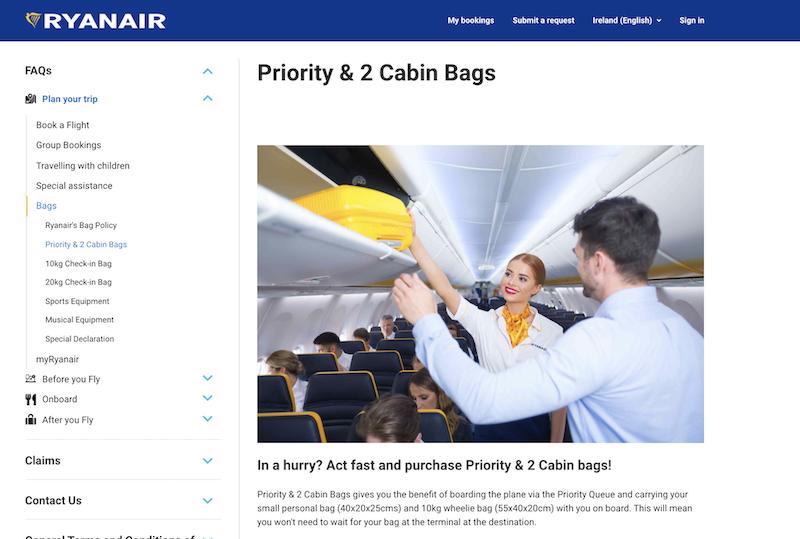 RYANAIR
My bookings
Submit a request
Ireland (English)
Sign in
FAQs
Plan your trip
Book a Flight
Group Bookings
Travelling with children
Special assistance
Bags
Ryanair's Bag Policy
Priority & 2 Cabin Bags
10kg Check-in Bag
20kg Check-in Bag
Sports Equipment
Musical Equipment
Special Declaration
myRyanair
Before you Fly
Onboard
After you Fly
Claims
Contact Us
General Terms and Conditions of
Priority & 2 Cabin Bags
RYANAIR
In a hurry? Act fast and purchase Priority & 2 Cabin bags!
Priority & 2 Cabin Bags gives you the benefit of boarding the plane via the Priority Queue and carrying your
small personal bag (40x20x25cms) and 10kg wheelie bag (55x40x20cm) with you on board. This will mean
you won't need to wait for your bag at the terminal at the destination.